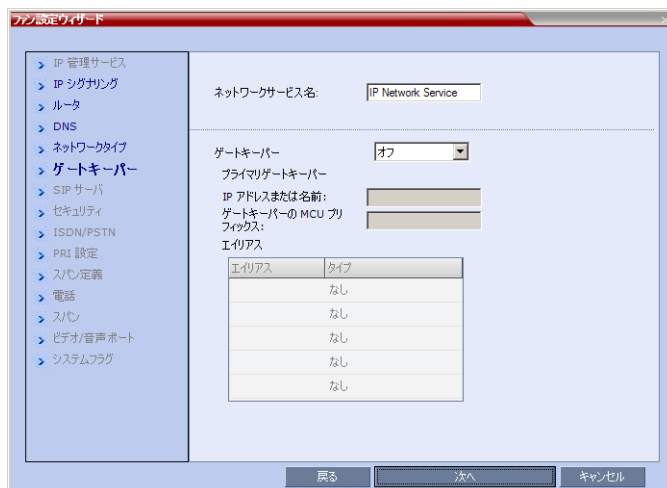 ファン設定ウィザード
IP 管理サービス
IP シグナリング
ルータ
DNS
ネットワークタイプ
ゲートキーパー
SIP サーバ
セキュリティ
ISDN/PSTN
PRI 設定
スパン定義
電話
スパン
ビデオ/音声ポート
システムフラグ
ネットワークサービス名:
IP Network Service
ゲートキーパー
オフ
プライマリゲートキーパー
IP アドレスまたは名前:
ゲートキーパーの MCU プリ
フィックス:
エイリアス
エイリアス タイプ
なし
なし
なし
なし
なし
戻る 次へ キャンセル